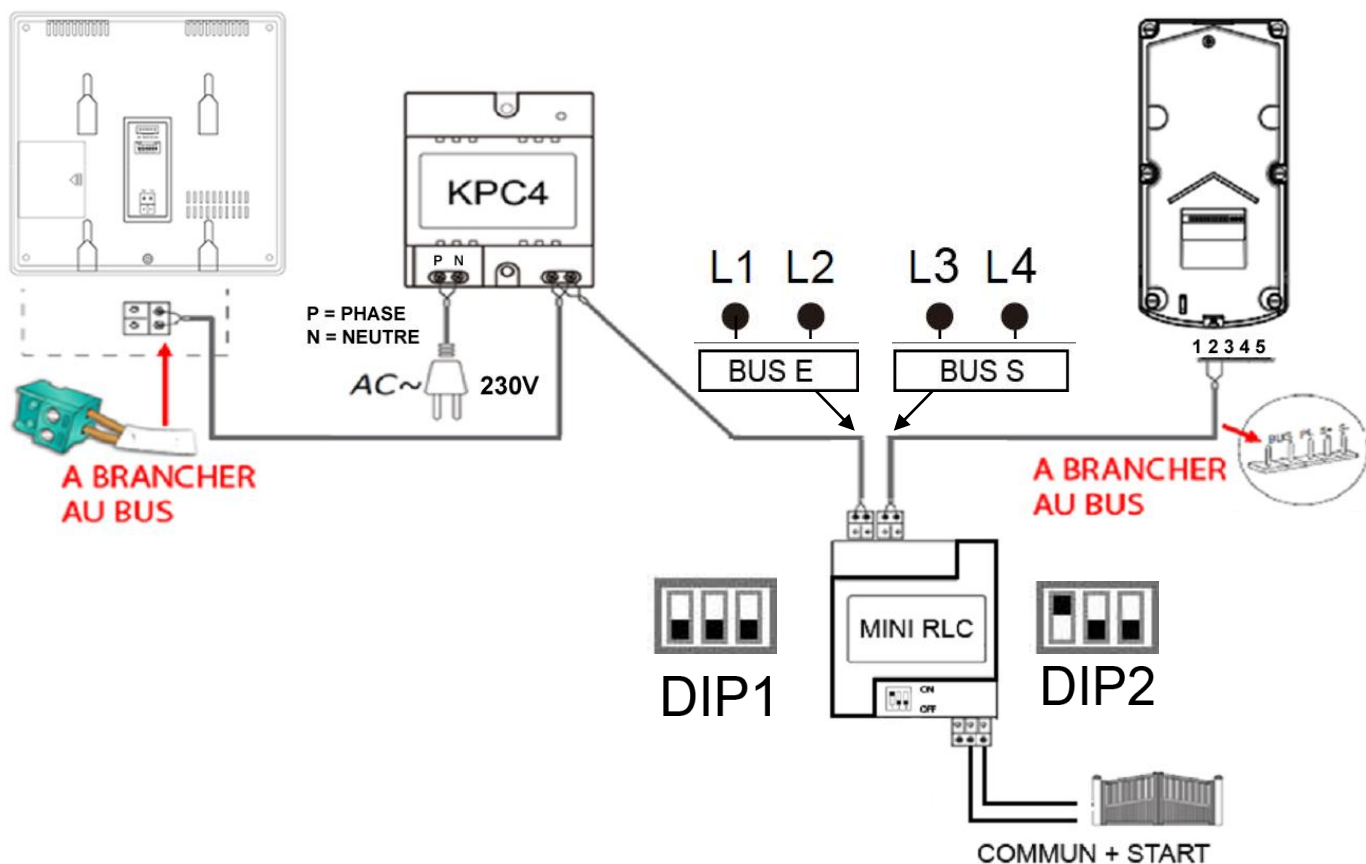 KPC4
P N
P = PHASE
N = NEUTRE
AC~
230V
L1 L2 L3 L4
BUS E
BUS S
1 2 3 4 5
BUS
A BRANCHER
AU BUS
A BRANCHER
AU BUS
MINI RLC
ON
OFF
DIP1
DIP2
COMMUN + START